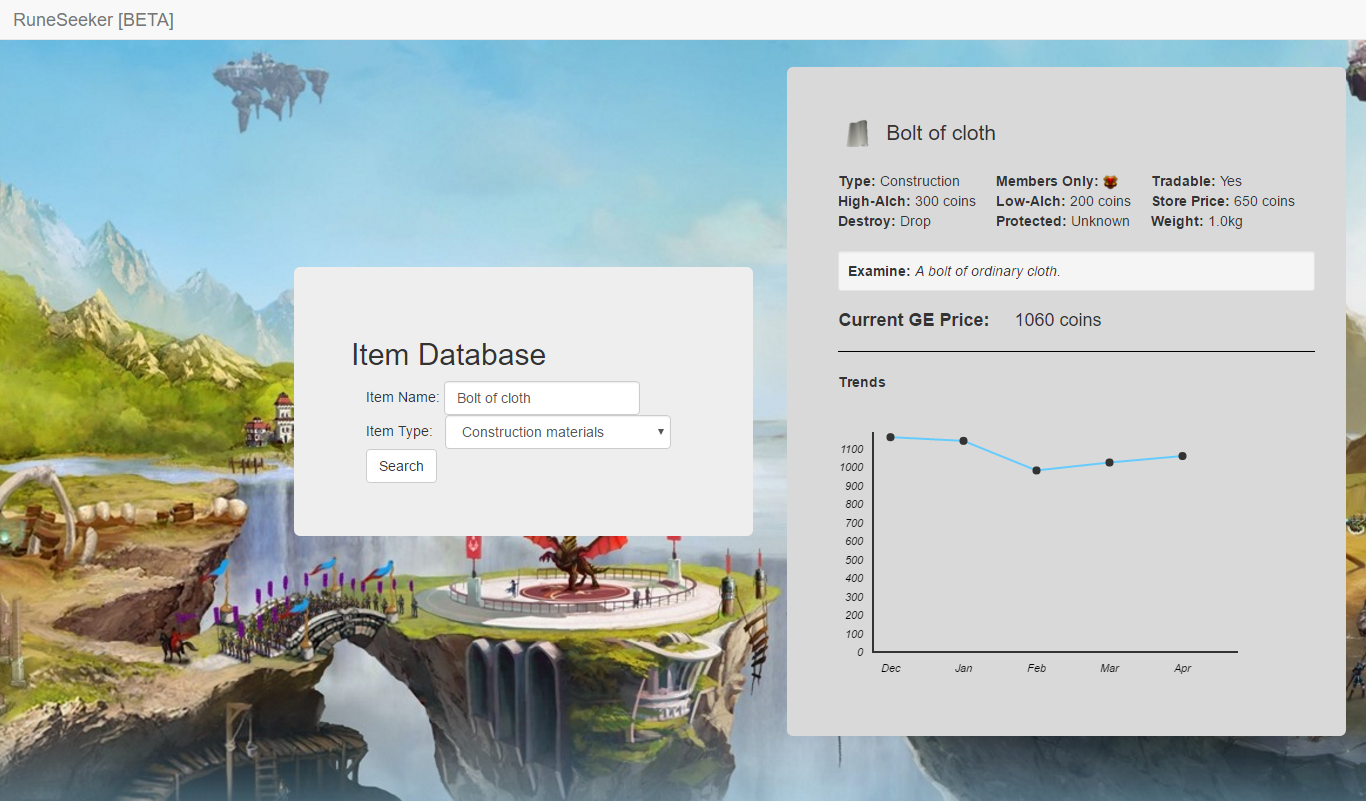 RuneSeeker [BETA]
Item Database
Item Name: Bolt of cloth
Item Type: Construction materials
Search
Bolt of cloth
Type: Construction Members Only: Tradable: Yes
High-Alch: 300 coins Low-Alch: 200 coins Store Price: 650 coins
Destroy: Drop Protected: Unknown Weight: 1.0kg
Examine: A bolt of ordinary cloth.
Current GE Price: 1060 coins
Trends
1100
1000
900
800
700
600
500
400
300
200
100
0
Dec Jan Feb Mar Apr